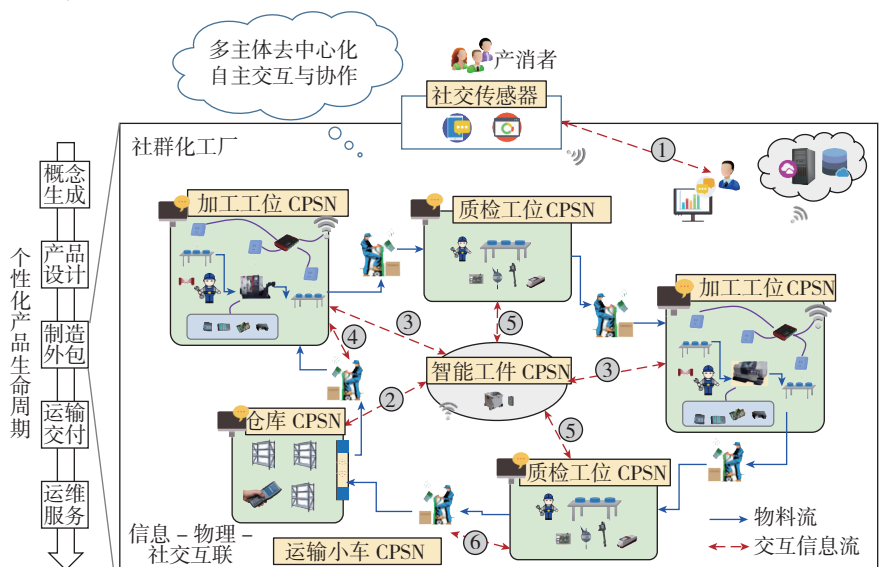 多主体去中心化
自主交互与协作
产消者
社交传感器
社群化工厂
①
概念
生成
产品
设计
制造
外包
运输
交付
运维
服务
个性化产品生命周期
加工工位 CPSN
质检工位 CPSN
加工工位 CPSN
③
⑤
④
③
智能工件 CPSN
②
⑤
仓库 CPSN
质检工位 CPSN
⑥
信息－物理－
社交互联
运输小车 CPSN
物料流
交互信息流